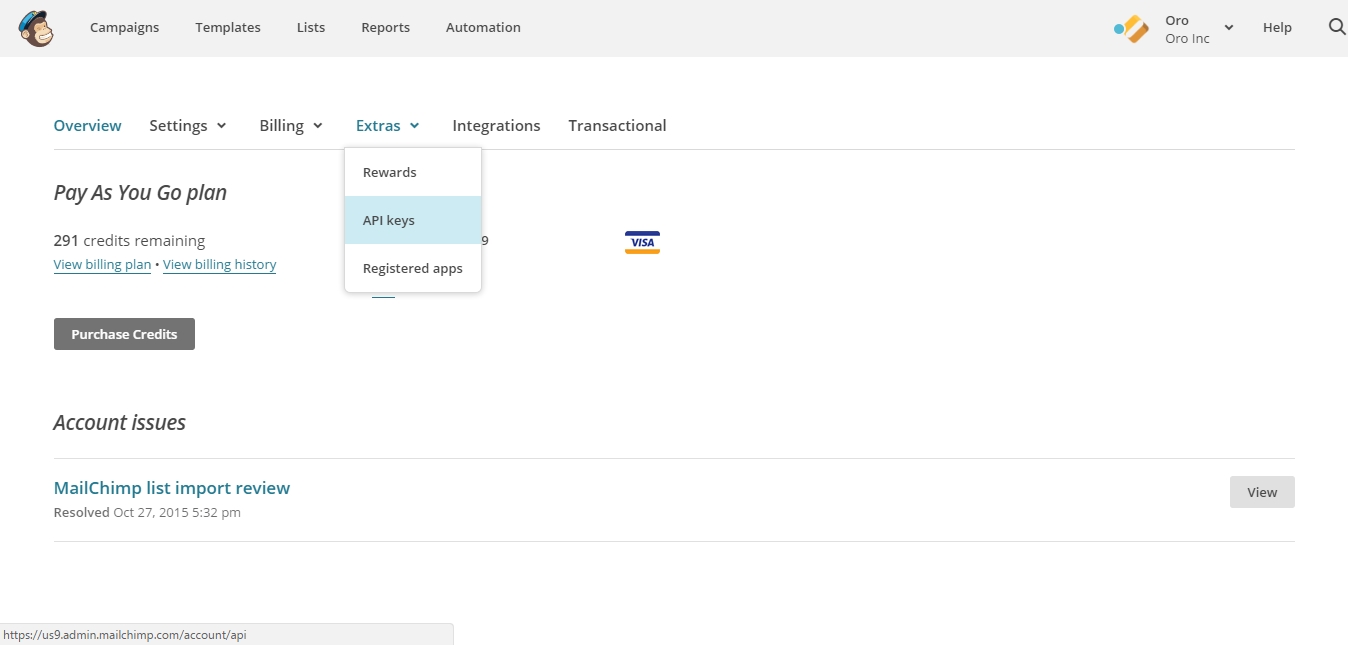 Campaigns Templates Lists Reports Automation
Oro
Oro Inc
Help
Overview Settings Billing Extras Integrations Transactional
Rewards
API keys
Registered apps
Pay As You Go plan
291 credits remaining
9
VISA
View billing plan • View billing history
Purchase Credits
Account issues
MailChimp list import review
Resolved Oct 27, 2015 5:32 pm
View
https://us9.admin.mailchimp.com/account/api